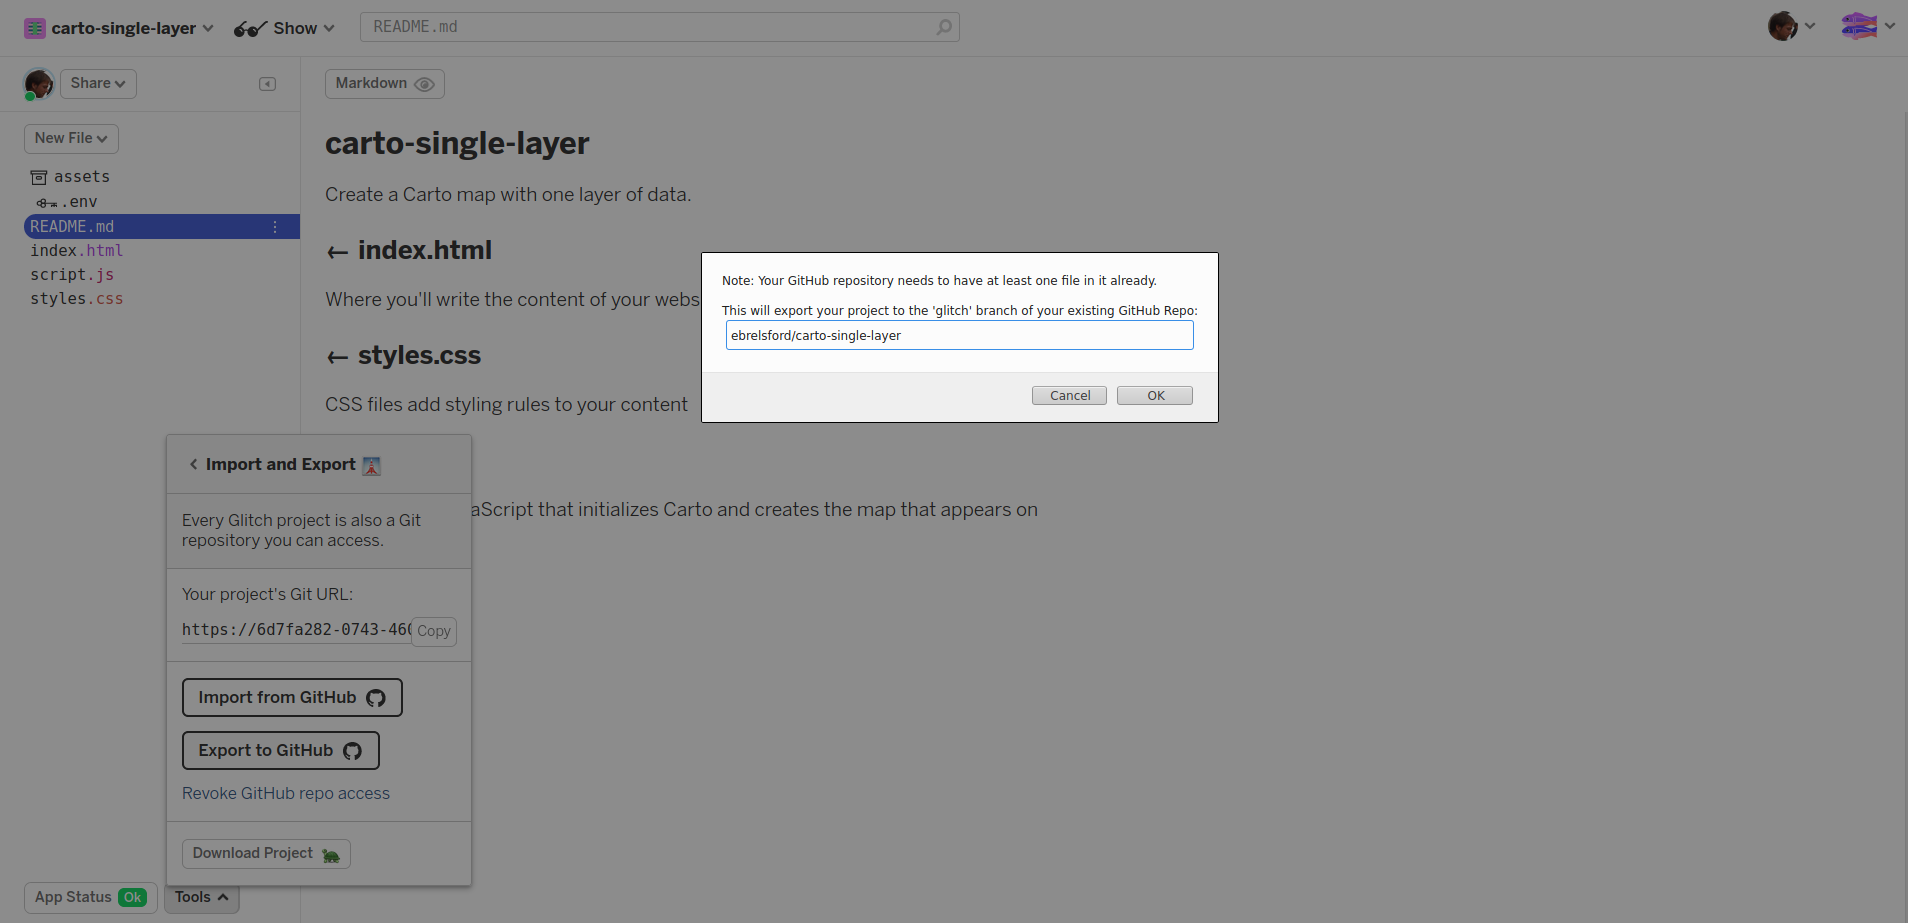 carto-single-layer
Show
README.md
Share
Markdown
New File
assets
.env
README.md
index.html
script.js
styles.css
carto-single-layer
Create a Carto map with one layer of data.
← index.html
Where you'll write the content of your webs
← styles.css
CSS files add styling rules to your content
aScript that initializes Carto and creates the map that appears on
Note: Your GitHub repository needs to have at least one file in it already.
This will export your project to the 'glitch' branch of your existing GitHub Repo:
ebrelsford/carto-single-layer
Cancel OK
Import and Export
Every Glitch project is also a Git
repository you can access.
Your project's Git URL:
https://6d7fa282-0743-460
Copy
Import from GitHub
Export to GitHub
Revoke GitHub repo access
Download Project
App Status Ok
Tools